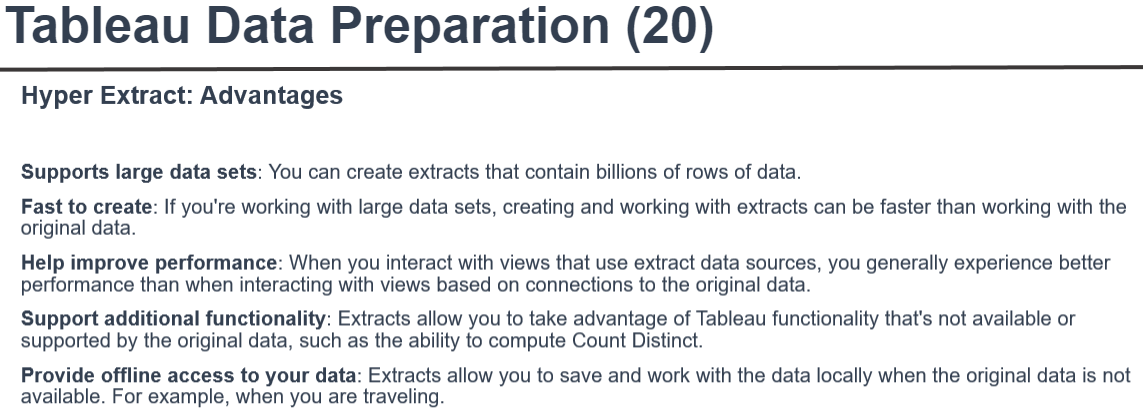 Tableau Data Preparation (20)
Hyper Extract: Advantages
Supports large data sets: You can create extracts that contain billions of rows of data.
Fast to create: If you're working with large data sets, creating and working with extracts can be faster than working with the
original data.
Help improve performance: When you interact with views that use extract data sources, you generally experience better
performance than when interacting with views based on connections to the original data.
Support additional functionality: Extracts allow you to take advantage of Tableau functionality that's not available or
supported by the original data, such as the ability to compute Count Distinct.
Provide offline access to your data: Extracts allow you to save and work with the data locally when the original data is not
available. For example, when you are traveling.